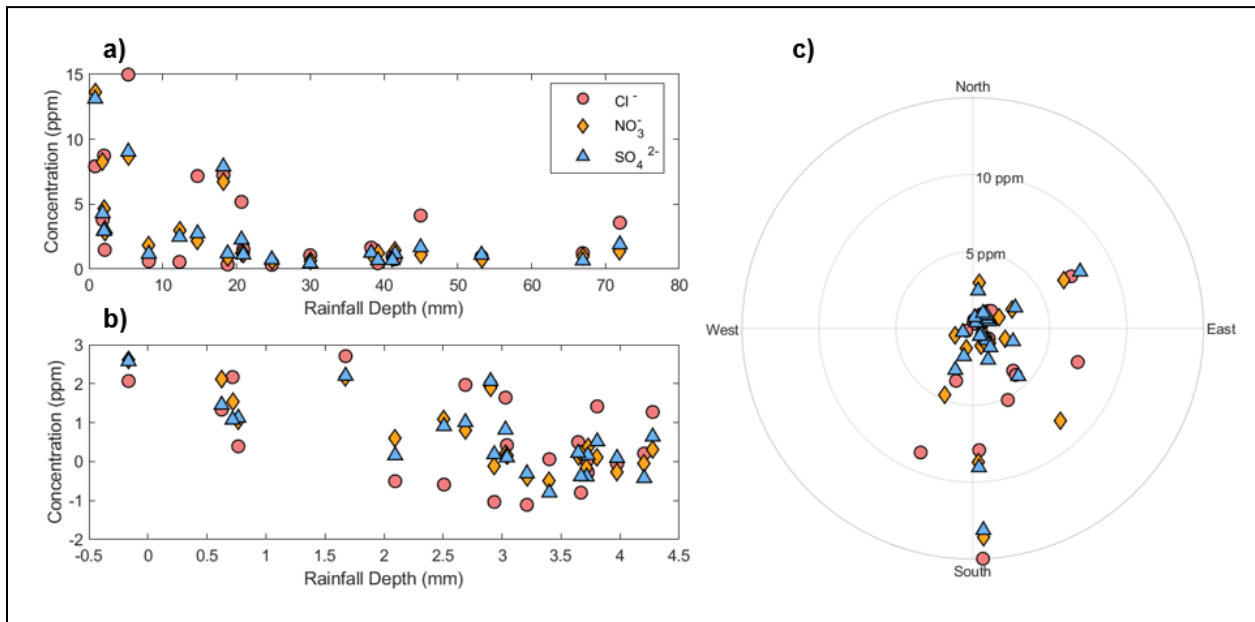 a)
Concentration (ppm)
15
10
5
0
0 10 20 30 40 50 60 70 80
Rainfall Depth (mm)
Cl -
NO3-
SO4 2-
b)
Concentration (ppm)
3
2
1
0
-1
-2
-0.5 0 0.5 1 1.5 2 2.5 3 3.5 4 4.5
Rainfall Depth (mm)
c)
North
10 ppm
5 ppm
West
East
South